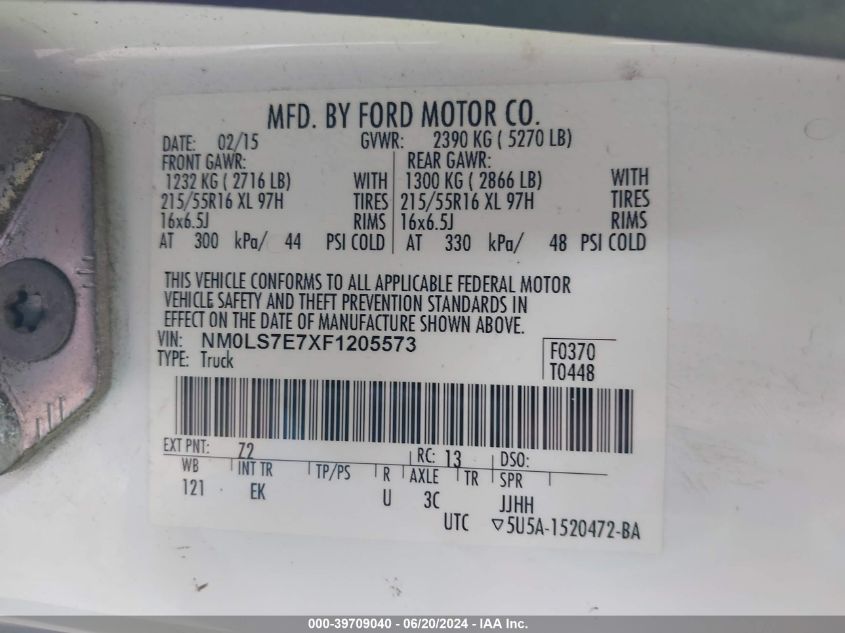 MFD. BY FORD MOTOR CO.
DATE: 02/15 GVWR: 2390 KG ( 5270 LB)
FRONT GAWR: REAR GAWR:
1232 KG ( 2716 LB) WITH 1300 KG ( 2866 LB) WITH
215/55R16 XL 97H TIRES 215/55R16 XL 97H TIRES
16x6.5J RIMS 16x6.5J RIMS
AT 300 kPa/ 44 PSI COLD AT 330 kPa/ 48 PSI COLD
THIS VEHICLE CONFORMS TO ALL APPLICABLE FEDERAL MOTOR
VEHICLE SAFETY AND THEFT PREVENTION STANDARDS IN
EFFECT ON THE DATE OF MANUFACTURE SHOWN ABOVE.
VIN: NM0LS7E7XF1205573
TYPE: Truck
F0370
T0448
EXT PNT: 72 RC: 13 DSO:
WB INT TR TP/PS R AXLE TR SPR
121 EK U 3C JJHH
UTC ▽5U5A-1520472-BA
000-39709040 / 06/20/2024 - IAA Inc.